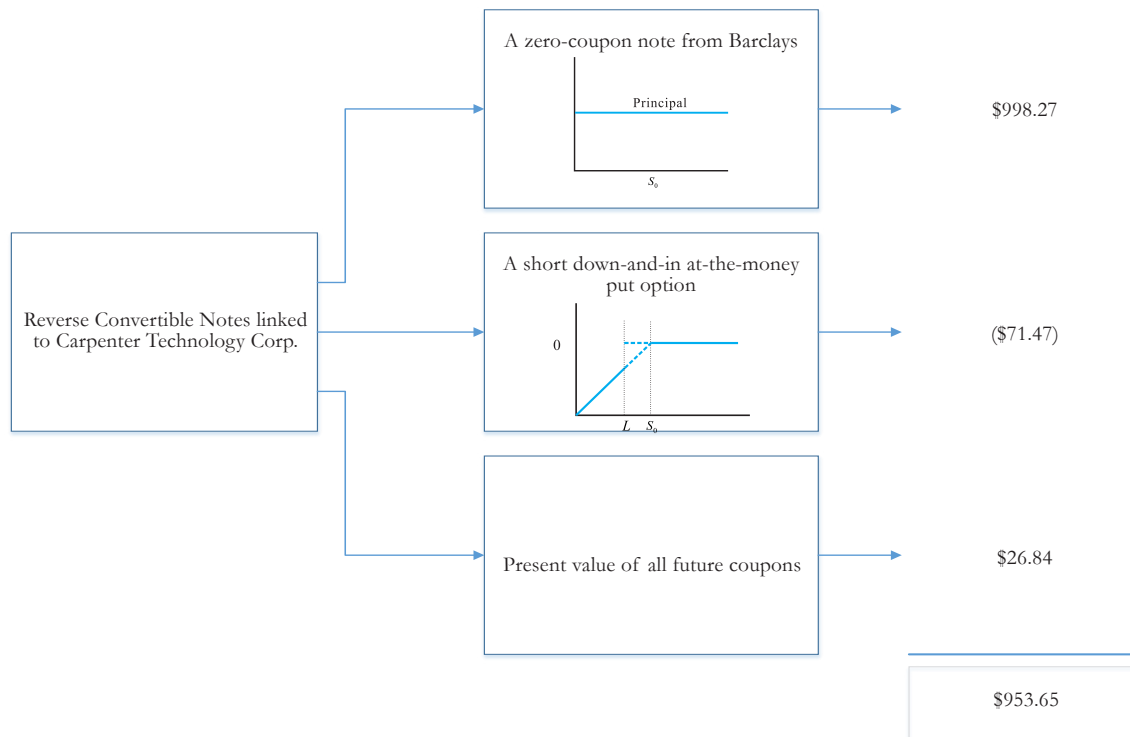 A zero-coupon note from Barclays
Principal
S₀
$998.27
Reverse Convertible Notes linked
to Carpenter Technology Corp.
A short down-and-in at-the-money
put option
0
L S₀
($71.47)
Present value of all future coupons
$26.84
$953.65